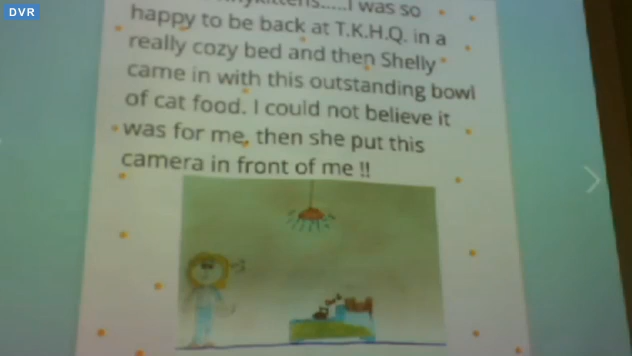 DVR
I was so
happy to be back at T.K.H.Q. in a
really cozy bed and then Shelly
came in with this outstanding bowl
of cat food. I could not believe it
was for me, then she put this
camera in front of me !!